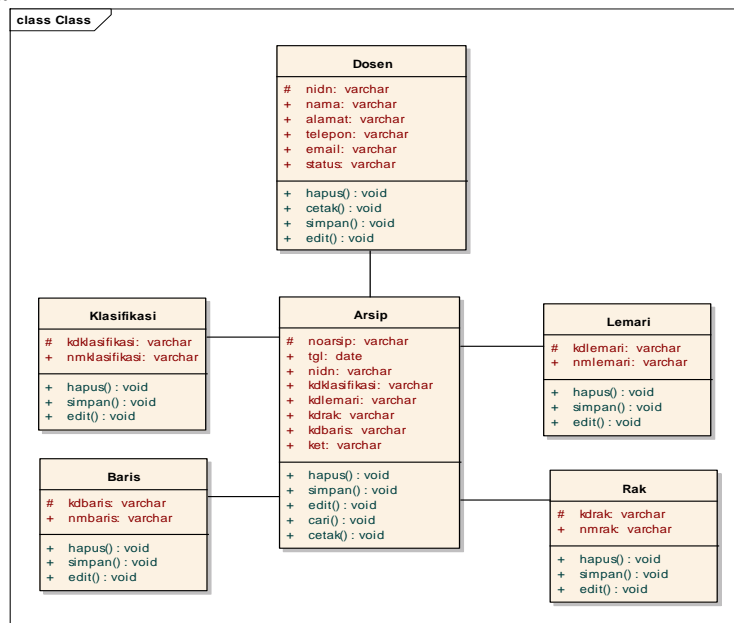 class Class
Dosen
# nidn: varchar
+ nama: varchar
+ alamat: varchar
+ telepon: varchar
+ email: varchar
+ status: varchar
+ hapus() : void
+ cetak() : void
+ simpan() : void
+ edit() : void
Klasifikasi
# kdklasifikasi: varchar
+ nmklasifikasi: varchar
+ hapus() : void
+ simpan() : void
+ edit() : void
Arsip
# noarsip: varchar
+ tgl: date
+ nidn: varchar
+ kdklasifikasi: varchar
+ kdlemari: varchar
+ kdrak: varchar
+ kdbaris: varchar
+ ket: varchar
+ hapus() : void
+ simpan() : void
+ edit() : void
+ cari() : void
+ cetak() : void
Lemari
# kdlemari: varchar
+ nmlemari: varchar
+ hapus() : void
+ simpan() : void
+ edit() : void
Baris
# kdbaris: varchar
+ nmbaris: varchar
+ hapus() : void
+ simpan() : void
+ edit() : void
Rak
# kdrak: varchar
+ nmrak: varchar
+ hapus() : void
+ simpan() : void
+ edit() : void